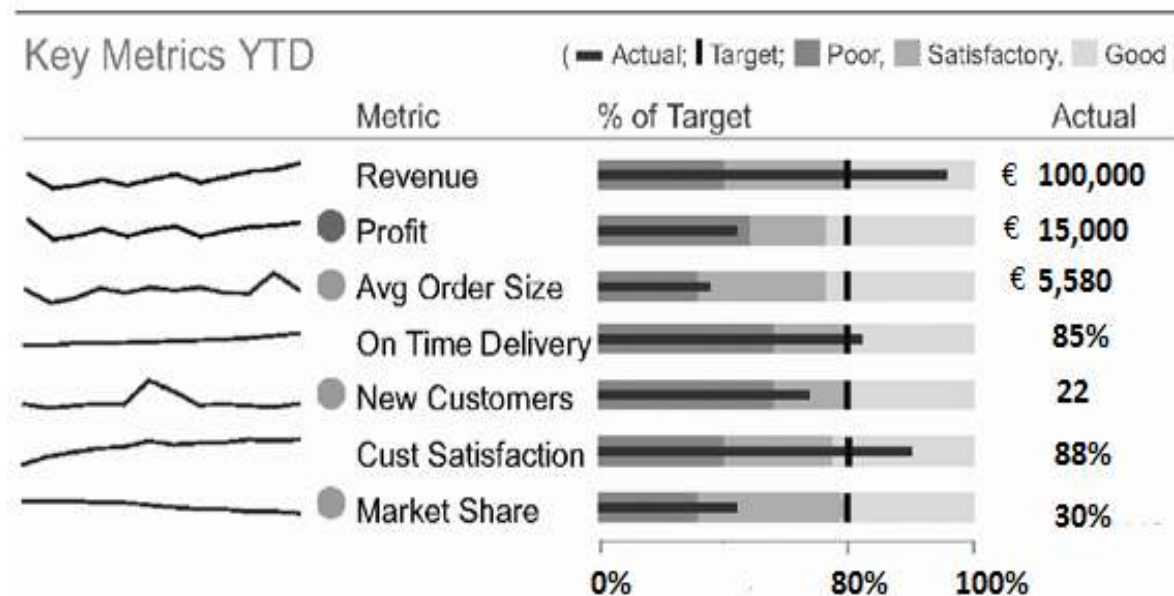 Key Metrics YTD
( Actual; Target; Poor, Satisfactory, Good
Metric % of Target Actual
Revenue € 100,000
Profit € 15,000
Avg Order Size € 5,580
On Time Delivery 85%
New Customers 22
Cust Satisfaction 88%
Market Share 30%
0% 80% 100%